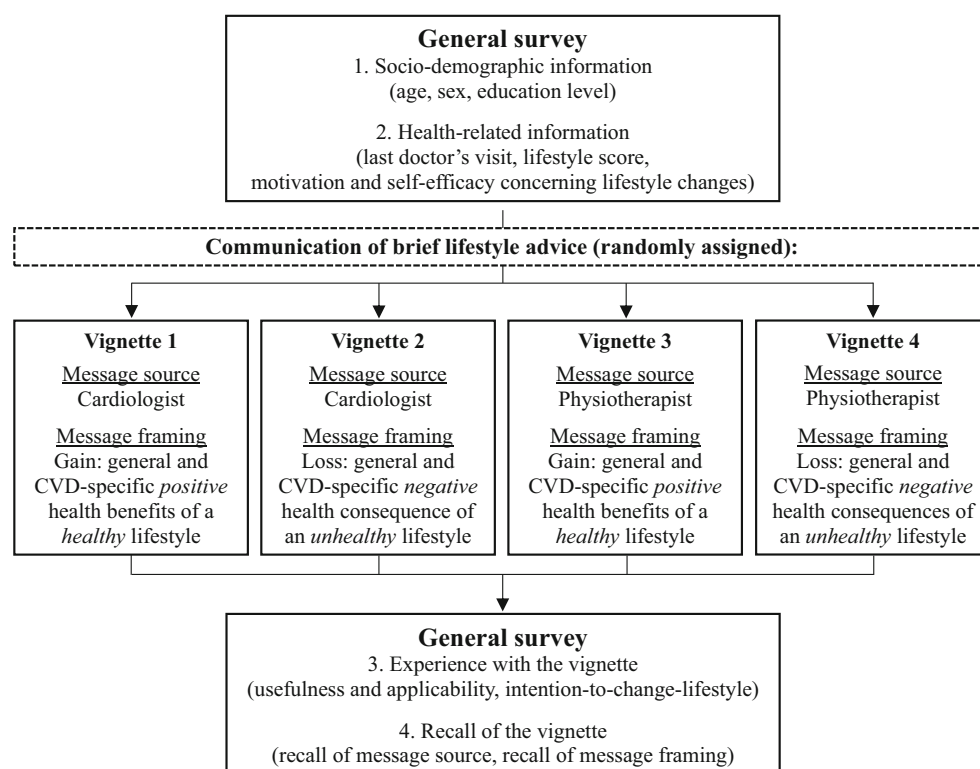 General survey
1. Socio-demographic information
(age, sex, education level)
2. Health-related information
(last doctor's visit, lifestyle score,
motivation and self-efficacy concerning lifestyle changes)
Communication of brief lifestyle advice (randomly assigned):
Vignette 1
Message source
Cardiologist
Message framing
Gain: general and
CVD-specific positive
health benefits of a
healthy lifestyle
Vignette 2
Message source
Cardiologist
Message framing
Loss: general and
CVD-specific negative
health consequence of
an unhealthy lifestyle
Vignette 3
Message source
Physiotherapist
Message framing
Gain: general and
CVD-specific positive
health benefits of a
healthy lifestyle
Vignette 4
Message source
Physiotherapist
Message framing
Loss: general and
CVD-specific negative
health consequences of
an unhealthy lifestyle
General survey
3. Experience with the vignette
(usefulness and applicability, intention-to-change-lifestyle)
4. Recall of the vignette
(recall of message source, recall of message framing)